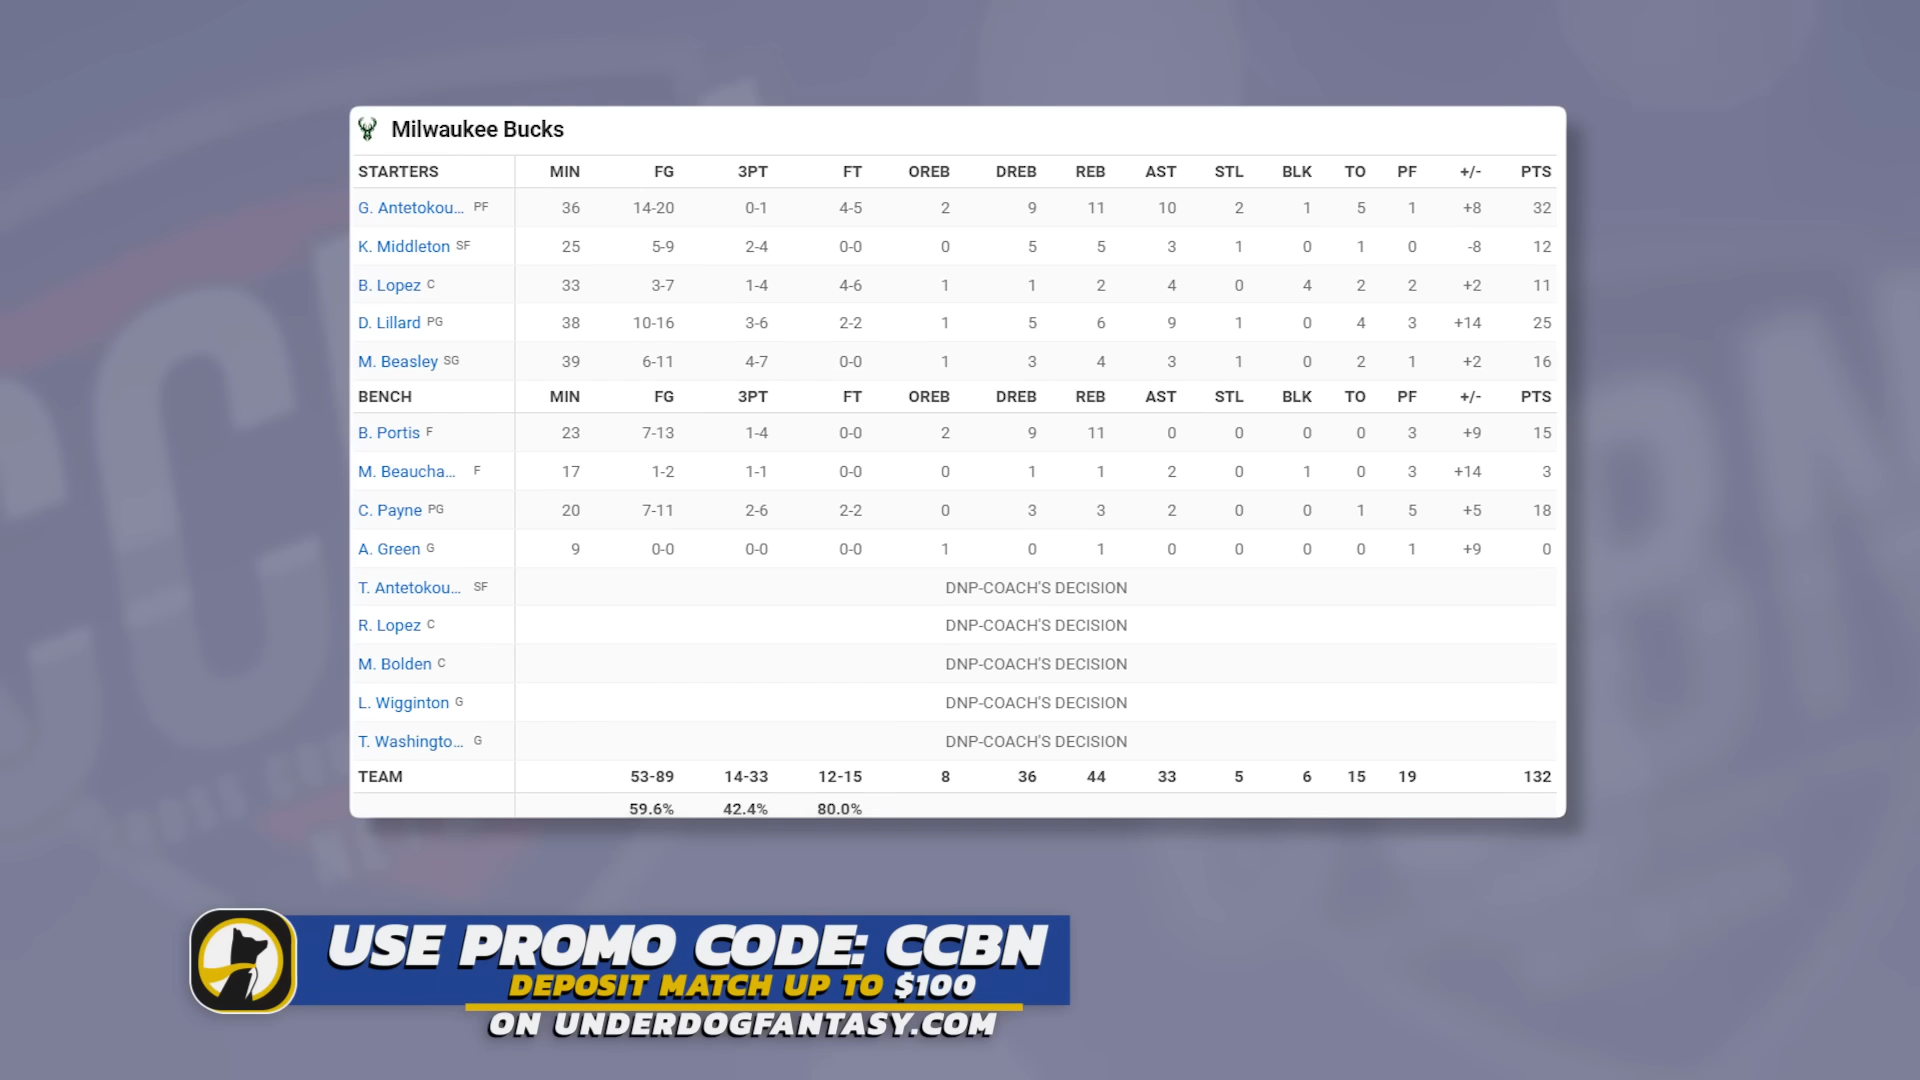 Milwaukee Bucks
STARTERS MIN FG 3PT FT OREB DREB REB AST STL BLK TO PF +/- PTS
G. Antetokou... PF 36 14-20 0-1 4-5 2 9 11 10 2 1 5 1 +8 32
K. Middleton SF 25 5-9 2-4 0-0 0 5 5 3 1 0 1 0 -8 12
B. Lopez C 33 3-7 1-4 4-6 1 1 2 4 0 4 2 2 +2 11
D. Lillard PG 38 10-16 3-6 2-2 1 5 6 9 1 0 4 3 +14 25
M. Beasley SG 39 6-11 4-7 0-0 1 3 4 3 1 0 2 1 +2 16
BENCH MIN FG 3PT FT OREB DREB REB AST STL BLK TO PF +/- PTS
B. Portis F 23 7-13 1-4 0-0 2 9 11 0 0 0 0 3 +9 15
M. Beaucha... F 17 1-2 1-1 0-0 0 1 1 2 0 1 0 3 +14 3
C. Payne PG 20 7-11 2-6 2-2 0 3 3 2 0 0 1 5 +5 18
A. Green G 9 0-0 0-0 0-0 1 0 1 0 0 0 0 1 +9 0
T. Antetokou... SF DNP-COACH'S DECISION
R. Lopez C DNP-COACH'S DECISION
M. Bolden C DNP-COACH'S DECISION
L. Wigginton G DNP-COACH'S DECISION
T. Washingto... G DNP-COACH'S DECISION
TEAM 53-89 14-33 12-15 8 36 44 33 5 6 15 19 132
59.6% 42.4% 80.0%
USE PROMO CODE: CCBN
DEPOSIT MATCH UP TO $100
ON UNDERDOGFANTASY.COM